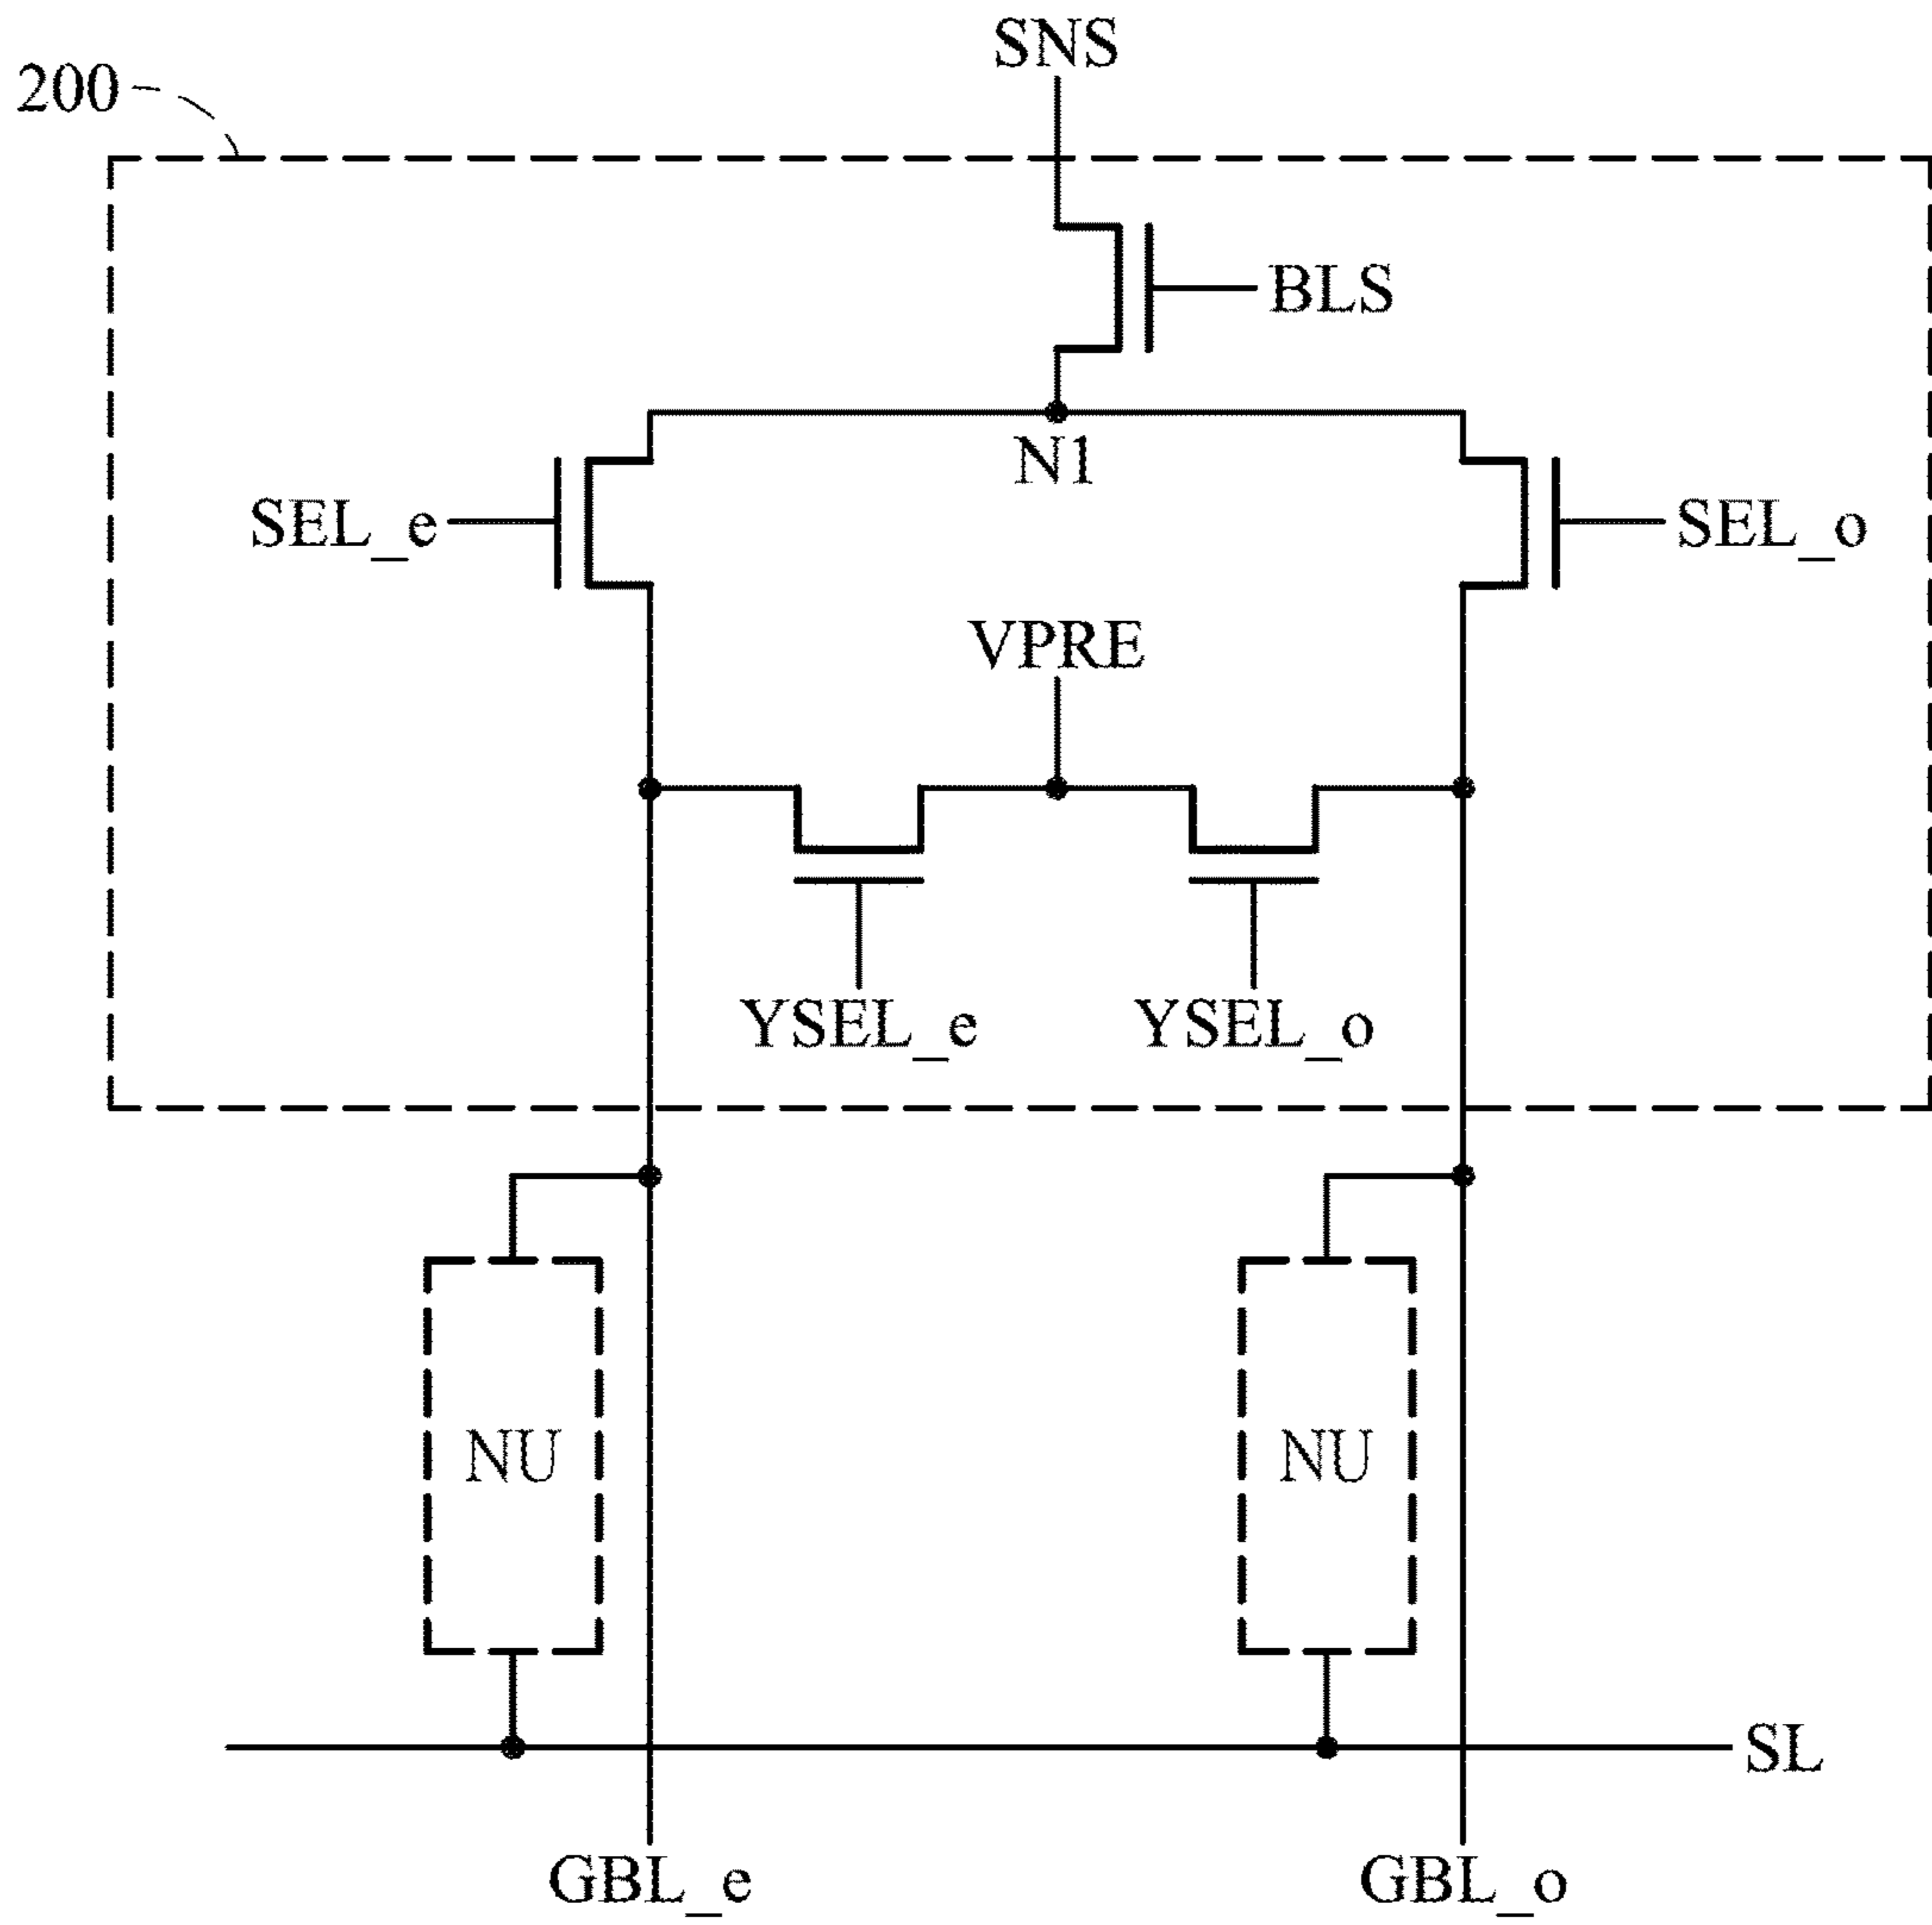 SNS
200
BLS
N1
SEL_e
SEL_o
VPRE
YSEL_e
YSEL_o
NU
NU
SL
GBL_e
GBL_o